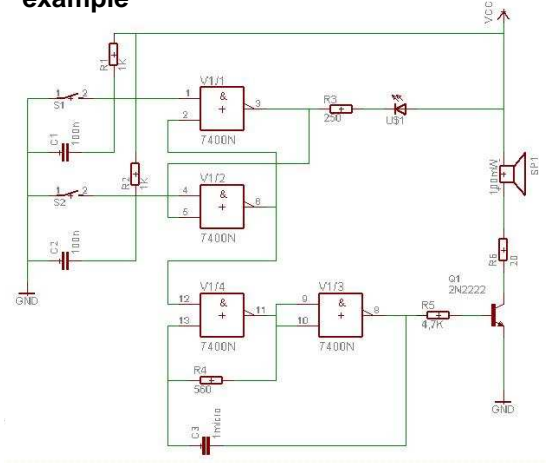 example
VCC
R1
1K
V1/1
S1
1
2
1
2
&
+
3
R3
250
7400N
C1
100n
R2
1K
SP1
V1/2
S2
1
2
4
5
&
+
6
7400N
C2
100n
R6
20
GND
V1/4
12
13
&
+
11
7400N
V1/3
9
10
&
+
8
7400N
Q1
2N2222
R5
4,7K
R4
560
C3
1micro
GND